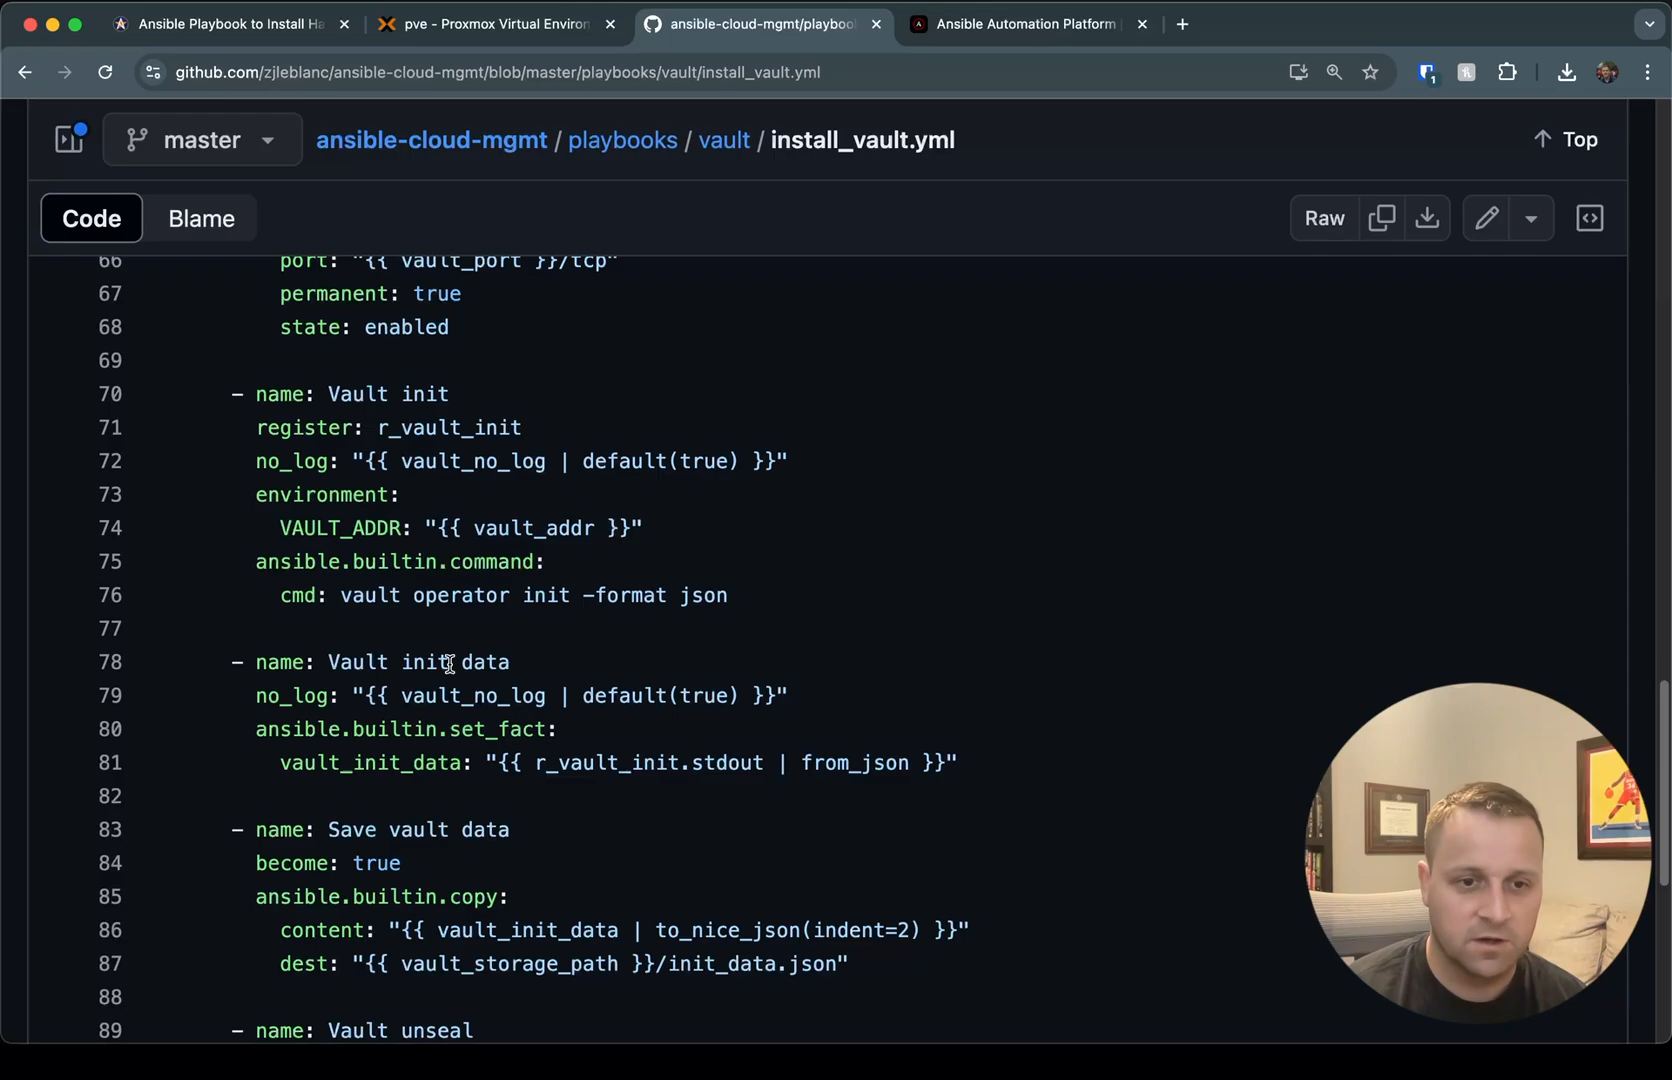 Ansible Playbook to Install Ha
pve - Proxmox Virtual Environ
ansible-cloud-mgmt/playboo
Ansible Automation Platform
github.com/zjleblanc/ansible-cloud-mgmt/blob/master/playbooks/vault/install_vault.yml
1
master
ansible-cloud-mgmt / playbooks / vault / install_vault.yml
Top
Code
Blame
Raw
66 port: "{{ vault_port }}/tcp"
67 permanent: true
68 state: enabled
69
70 - name: Vault init
71 register: r_vault_init
72 no_log: "{{ vault_no_log | default(true) }}"
73 environment:
74 VAULT_ADDR: "{{ vault_addr }}"
75 ansible.builtin.command:
76 cmd: vault operator init -format json
77
78 - name: Vault init data
79 no_log: "{{ vault_no_log | default(true) }}"
80 ansible.builtin.set_fact:
81 vault_init_data: "{{ r_vault_init.stdout | from_json }}"
82
83 - name: Save vault data
84 become: true
85 ansible.builtin.copy:
86 content: "{{ vault_init_data | to_nice_json(indent=2) }}"
87 dest: "{{ vault_storage_path }}/init_data.json"
88
89 - name: Vault unseal